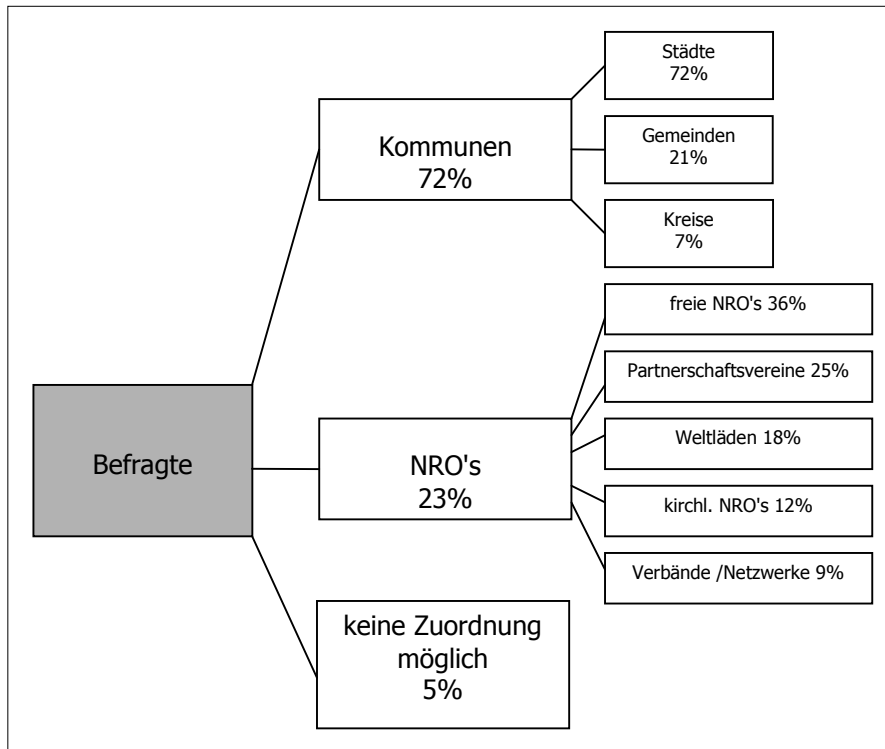 Befragte
Kommunen
72%
Städte
72%
Gemeinden
21%
Kreise
7%
NRO's
23%
freie NRO's 36%
Partnerschaftsvereine 25%
Weltläden 18%
kirchl. NRO's 12%
Verbände /Netzwerke 9%
keine Zuordnung
möglich
5%